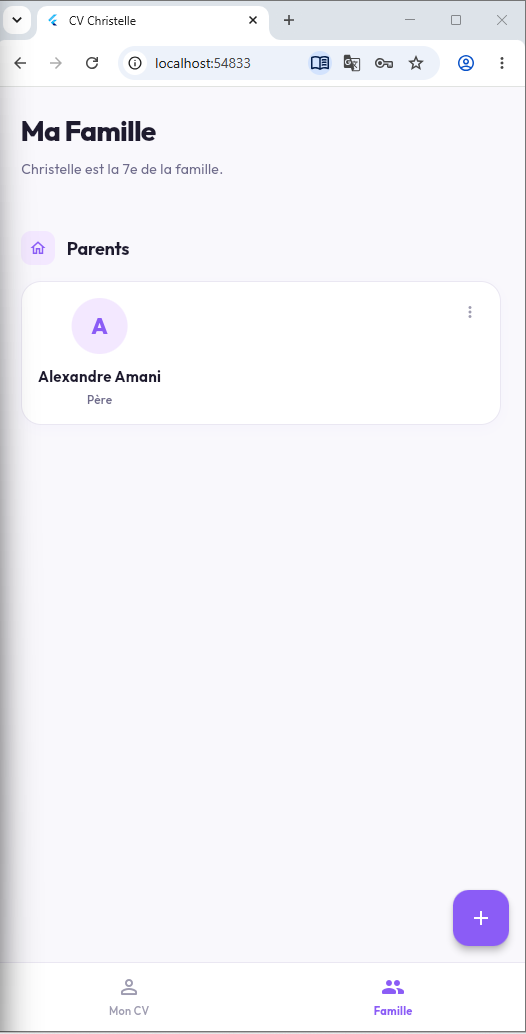 CV Christelle
localhost:54833
Ma Famille
Christelle est la 7e de la famille.
Parents
A
Alexandre Amani
Père
Mon CV
Famille